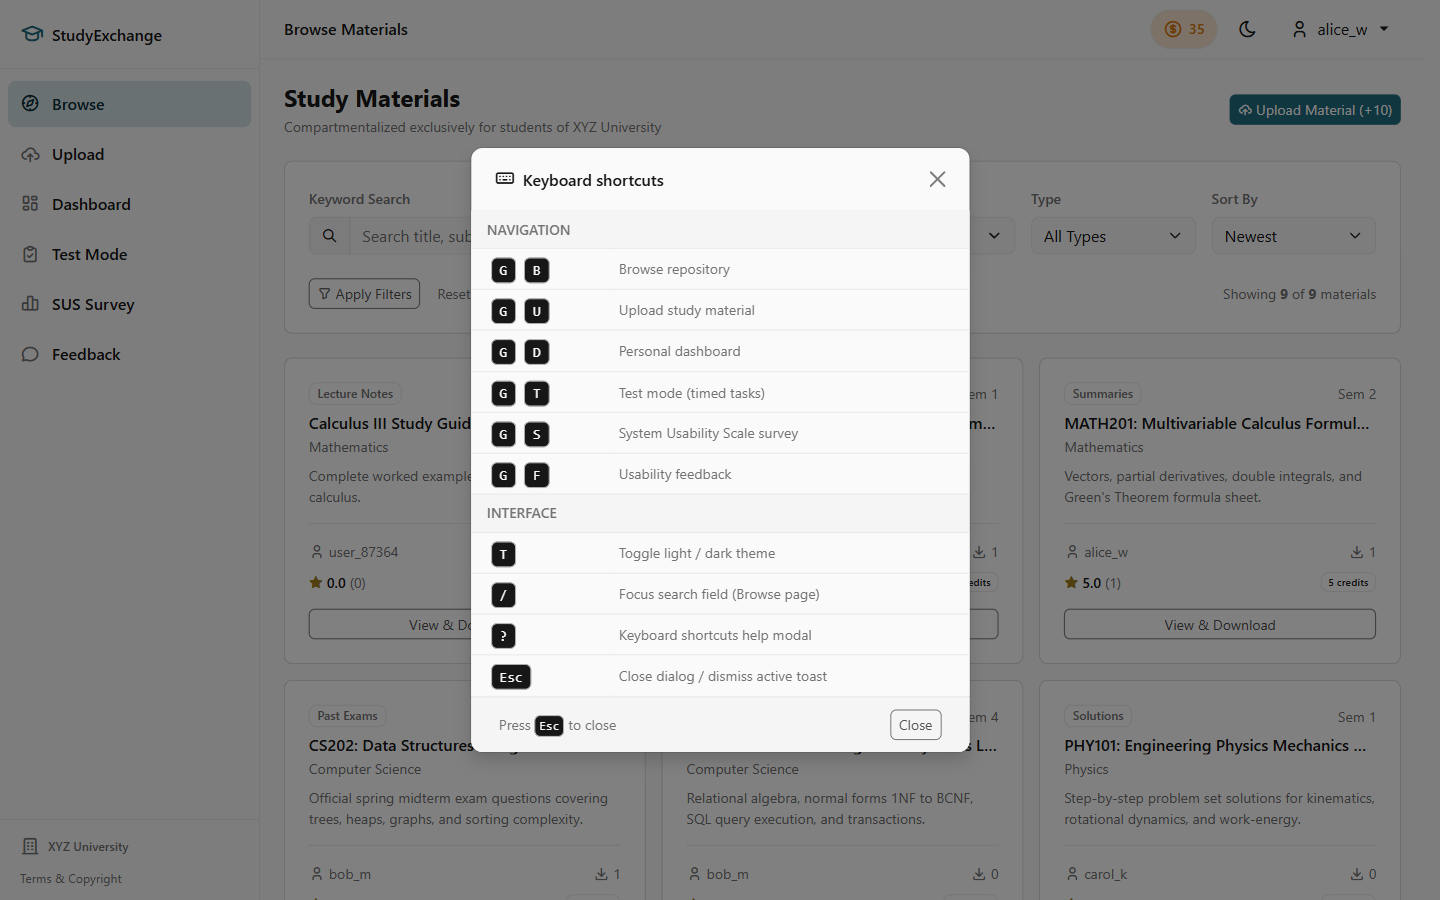 StudyExchange
Browse Materials
35
alice_w
Browse
Upload
Dashboard
Test Mode
SUS Survey
Feedback
XYZ University
Terms & Copyright
Study Materials
Compartmentalized exclusively for students of XYZ University
Upload Material (+10)
Keyword Search
Type
Sort By
Search title,
All Types
Newest
Apply Filters
Reset
Showing 9 of 9 materials
Keyboard shortcuts
NAVIGATION
G B Browse repository
G U Upload study material
G D Personal dashboard
G T Test mode (timed tasks)
G S System Usability Scale survey
G F Usability feedback
INTERFACE
T Toggle light / dark theme
/ Focus search field (Browse page)
? Keyboard shortcuts help modal
Esc Close dialog / dismiss active toast
Press Esc to close
Close
Lecture Notes
Calculus III Study
Mathematics
Complete worked
calculus.
user_87364
0.0 (0)
View &
1
1
Summaries
Sem 2
MATH201: Multivariable Calculus Formul...
Mathematics
Vectors, partial derivatives, double integrals, and
Green's Theorem formula sheet.
alice_w
1
5.0 (1)
5 credits
View & Download
Past Exams
CS202: Data Structures
Computer Science
Official spring midterm exam questions covering
trees, heaps, graphs, and sorting complexity.
bob_m
1
4
L...
Computer Science
Relational algebra, normal forms 1NF to BCNF,
SQL query execution, and transactions.
bob_m
0
Solutions
Sem 1
PHY101: Engineering Physics Mechanics ...
Physics
Step-by-step problem set solutions for kinematics,
rotational dynamics, and work-energy.
carol_k
0